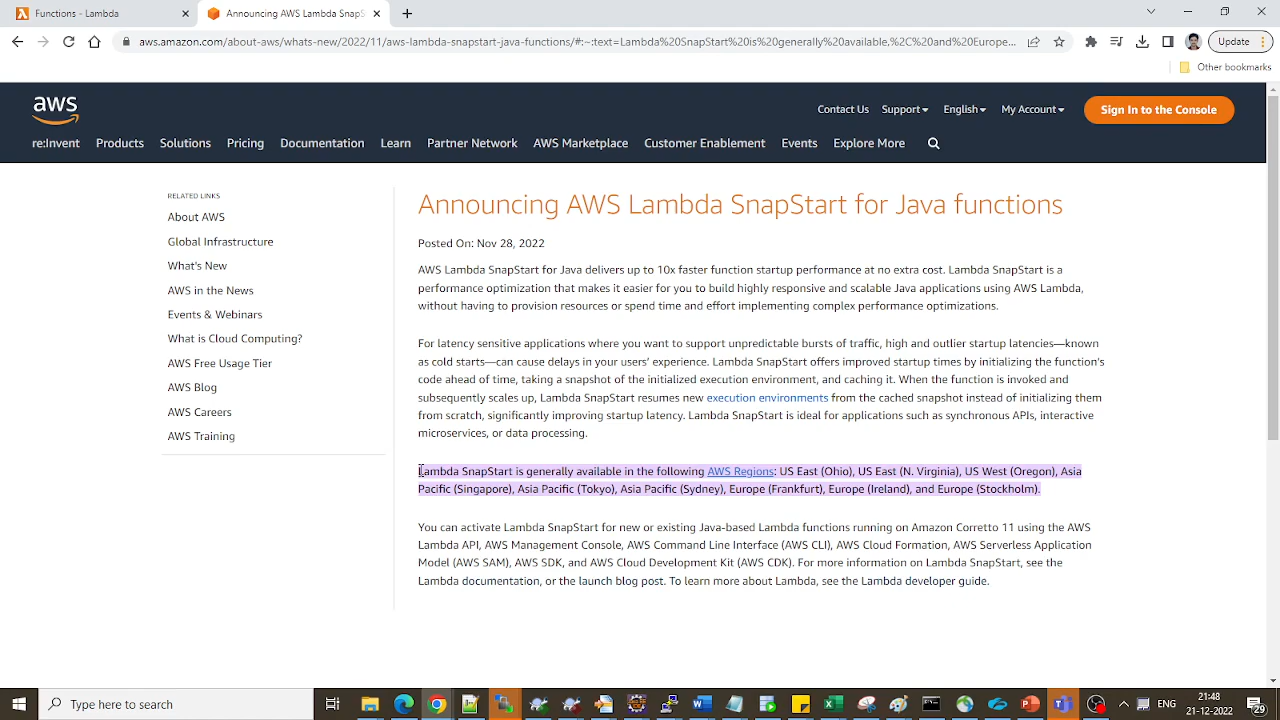 Functions - Lambda
Announcing AWS Lambda SnapS
aws.amazon.com/about-aws/whats-new/2022/11/aws-lambda-snapstart-java-functions/#:~:text=Lambda%20SnapStart%20is%20generally%20available.%2C%20and%20Europe...
Update
Other bookmarks
aws
Contact Us Support English My Account Sign In to the Console
re:Invent Products Solutions Pricing Documentation Learn Partner Network AWS Marketplace Customer Enablement Events Explore More
RELATED LINKS
About AWS
Global Infrastructure
What's New
AWS in the News
Events & Webinars
What is Cloud Computing?
AWS Free Usage Tier
AWS Blog
AWS Careers
AWS Training
Announcing AWS Lambda SnapStart for Java functions
Posted On: Nov 28, 2022
AWS Lambda SnapStart for Java delivers up to 10x faster function startup performance at no extra cost. Lambda SnapStart is a
performance optimization that makes it easier for you to build highly responsive and scalable Java applications using AWS Lambda,
without having to provision resources or spend time and effort implementing complex performance optimizations.
For latency sensitive applications where you want to support unpredictable bursts of traffic, high and outlier startup latencies—known
as cold starts—can cause delays in your users' experience. Lambda SnapStart offers improved startup times by initializing the function's
code ahead of time, taking a snapshot of the initialized execution environment, and caching it. When the function is invoked and
subsequently scales up, Lambda SnapStart resumes new execution environments from the cached snapshot instead of initializing them
from scratch, significantly improving startup latency. Lambda SnapStart is ideal for applications such as synchronous APIs, interactive
microservices, or data processing.
Lambda SnapStart is generally available in the following AWS Regions: US East (Ohio), US East (N. Virginia), US West (Oregon), Asia
Pacific (Singapore), Asia Pacific (Tokyo), Asia Pacific (Sydney), Europe (Frankfurt), Europe (Ireland), and Europe (Stockholm).
You can activate Lambda SnapStart for new or existing Java-based Lambda functions running on Amazon Corretto 11 using the AWS
Lambda API, AWS Management Console, AWS Command Line Interface (AWS CLI), AWS Cloud Formation, AWS Serverless Application
Model (AWS SAM), AWS SDK, and AWS Cloud Development Kit (AWS CDK). For more information on Lambda SnapStart, see the
Lambda documentation, or the launch blog post. To learn more about Lambda, see the Lambda developer guide.
Type here to search
ENG
21:48
21-12-2022